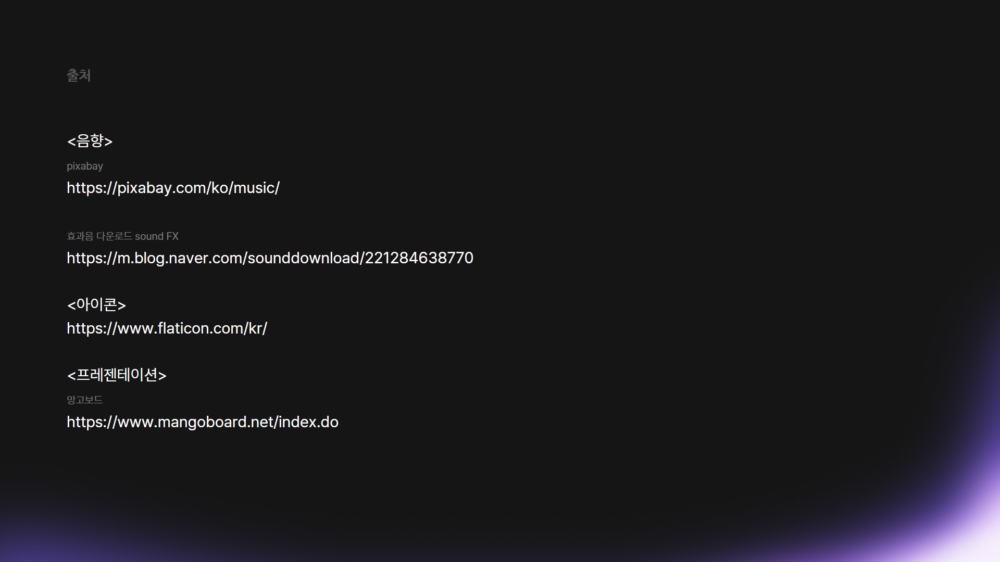 출처
<음향>
pixabay
https://pixabay.com/ko/music/
효과음 다운로드 sound FX
https://m.blog.naver.com/sounddownload/221284638770
<아이콘>
https://www.flaticon.com/kr/
<프레젠테이션>
망고보드
https://www.mangoboard.net/index.do